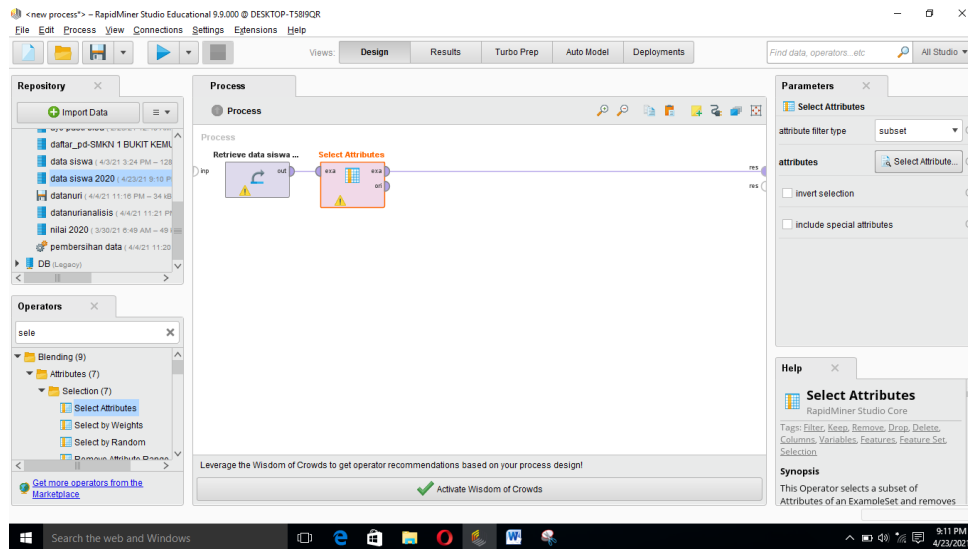 <new process*> – RapidMiner Studio Educational 9.9.000 @ DESKTOP-T58I9QR
File Edit Process View Connections Settings Extensions Help
Views: Design Results Turbo Prep Auto Model Deployments
Find data, operators...etc
All Studio
Repository
Import Data
daftar_pd-SMKN 1 BUKIT KEMU
data siswa (4/3/21 3:24 PM – 128
data siswa 2020 (4/23/21 9:10 P
datanuri (4/4/21 11:16 PM – 34 kB
datanurianalisis (4/4/21 11:21 PM
nilai 2020 (3/30/21 6:49 AM – 49
pembersihan data (4/4/21 11:20
DB (Legacy)
Operators
sele
Blending (9)
Attributes (7)
Selection (7)
Select Attributes
Select by Weights
Select by Random
Remove Attribute Range
Get more operators from the
Marketplace
Process
Process
Process
Retrieve data siswa ...
Select Attributes
inp
out
exa
exa
ori
res
res
Leverage the Wisdom of Crowds to get operator recommendations based on your process design!
Activate Wisdom of Crowds
Parameters
Select Attributes
attribute filter type
subset
attributes
Select Attribute...
invert selection
include special attributes
Help
Select Attributes
RapidMiner Studio Core
Tags: Filter, Keep, Remove, Drop, Delete,
Columns, Variables, Features, Feature Set,
Selection
Synopsis
This Operator selects a subset of
Attributes of an ExampleSet and removes
Search the web and Windows
9:11 PM
4/23/2021